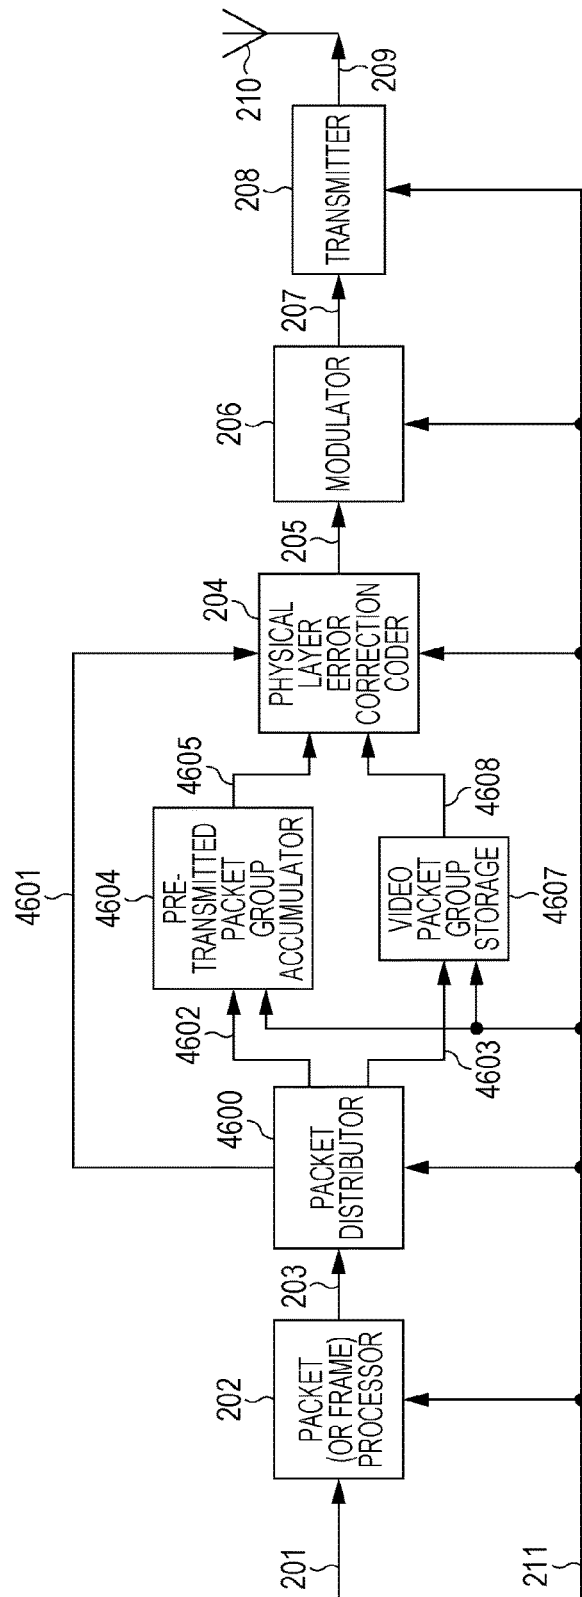 201
202
PACKET
(OR FRAME)
PROCESSOR
203
4600
PACKET
DISTRIBUTOR
4601
4602
4603
4604
PRE-
TRANSMITTED
PACKET
GROUP
ACCUMULATOR
4605
VIDEO
PACKET
GROUP
STORAGE
4607
4608
204
PHYSICAL
LAYER
ERROR
CORRECTION
CODER
205
206
MODULATOR
207
208
TRANSMITTER
209
210
211